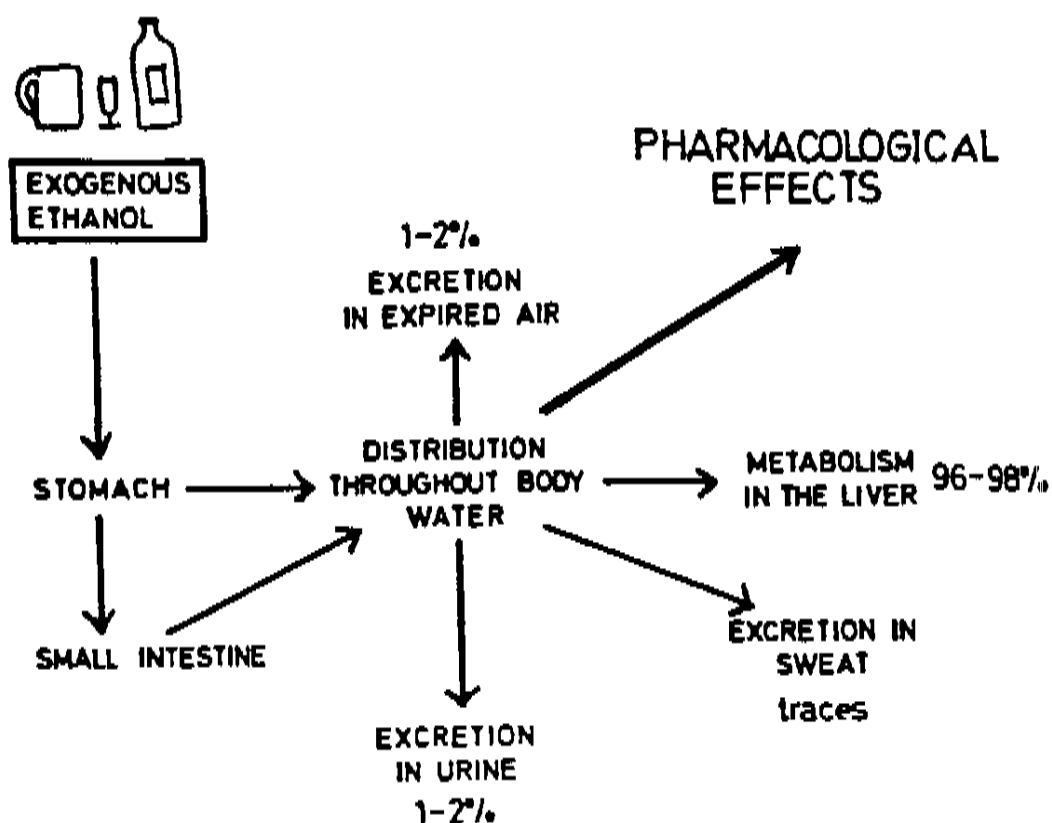 EXOGENOUS
ETHANOL
PHARMACOLOGICAL
EFFECTS
1-2%
EXCRETION
IN EXPIRED AIR
STOMACH
DISTRIBUTION
THROUGHOUT BODY
WATER
METABOLISM
IN THE LIVER 96-98%
SMALL INTESTINE
EXCRETION IN
SWEAT
traces
EXCRETION
IN URINE
1-2%